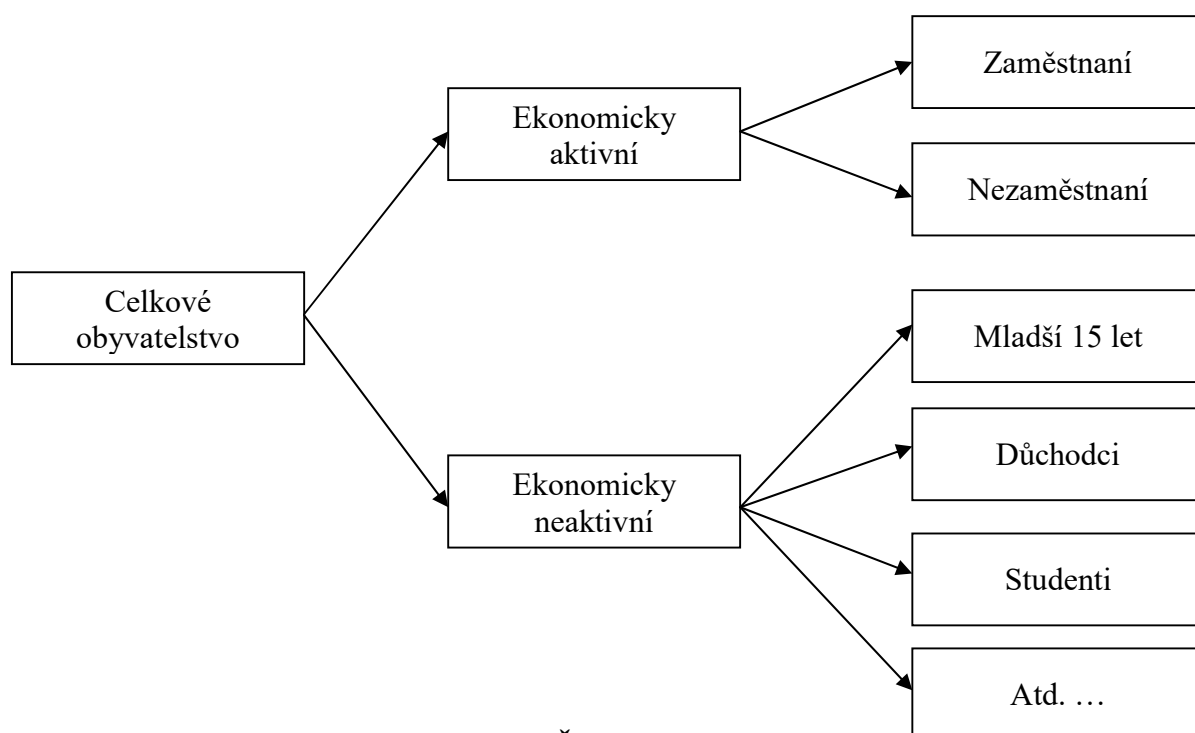 Zaměstnaní
Ekonomicky
aktivní
Nezaměstnaní
Celkové
obyvatelstvo
Mladší 15 let
Důchodci
Ekonomicky
neaktivní
Studenti
Atd. …